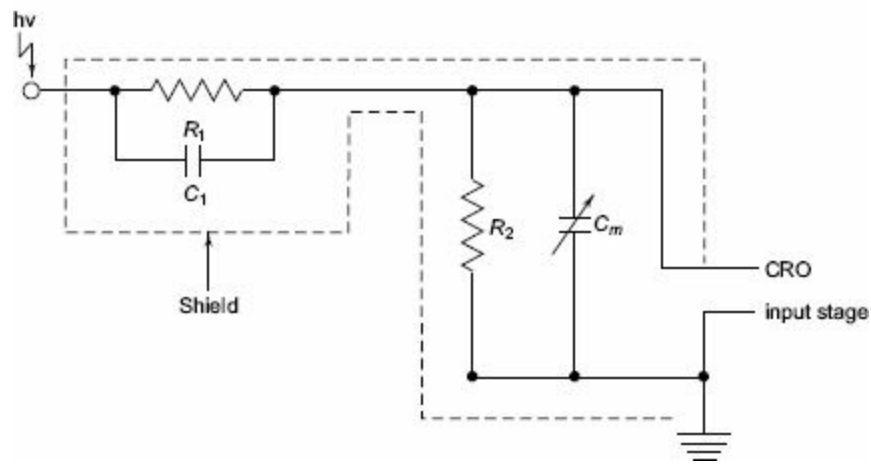 hv
R1
C1
Shield
R2
Cm
CRO
input stage